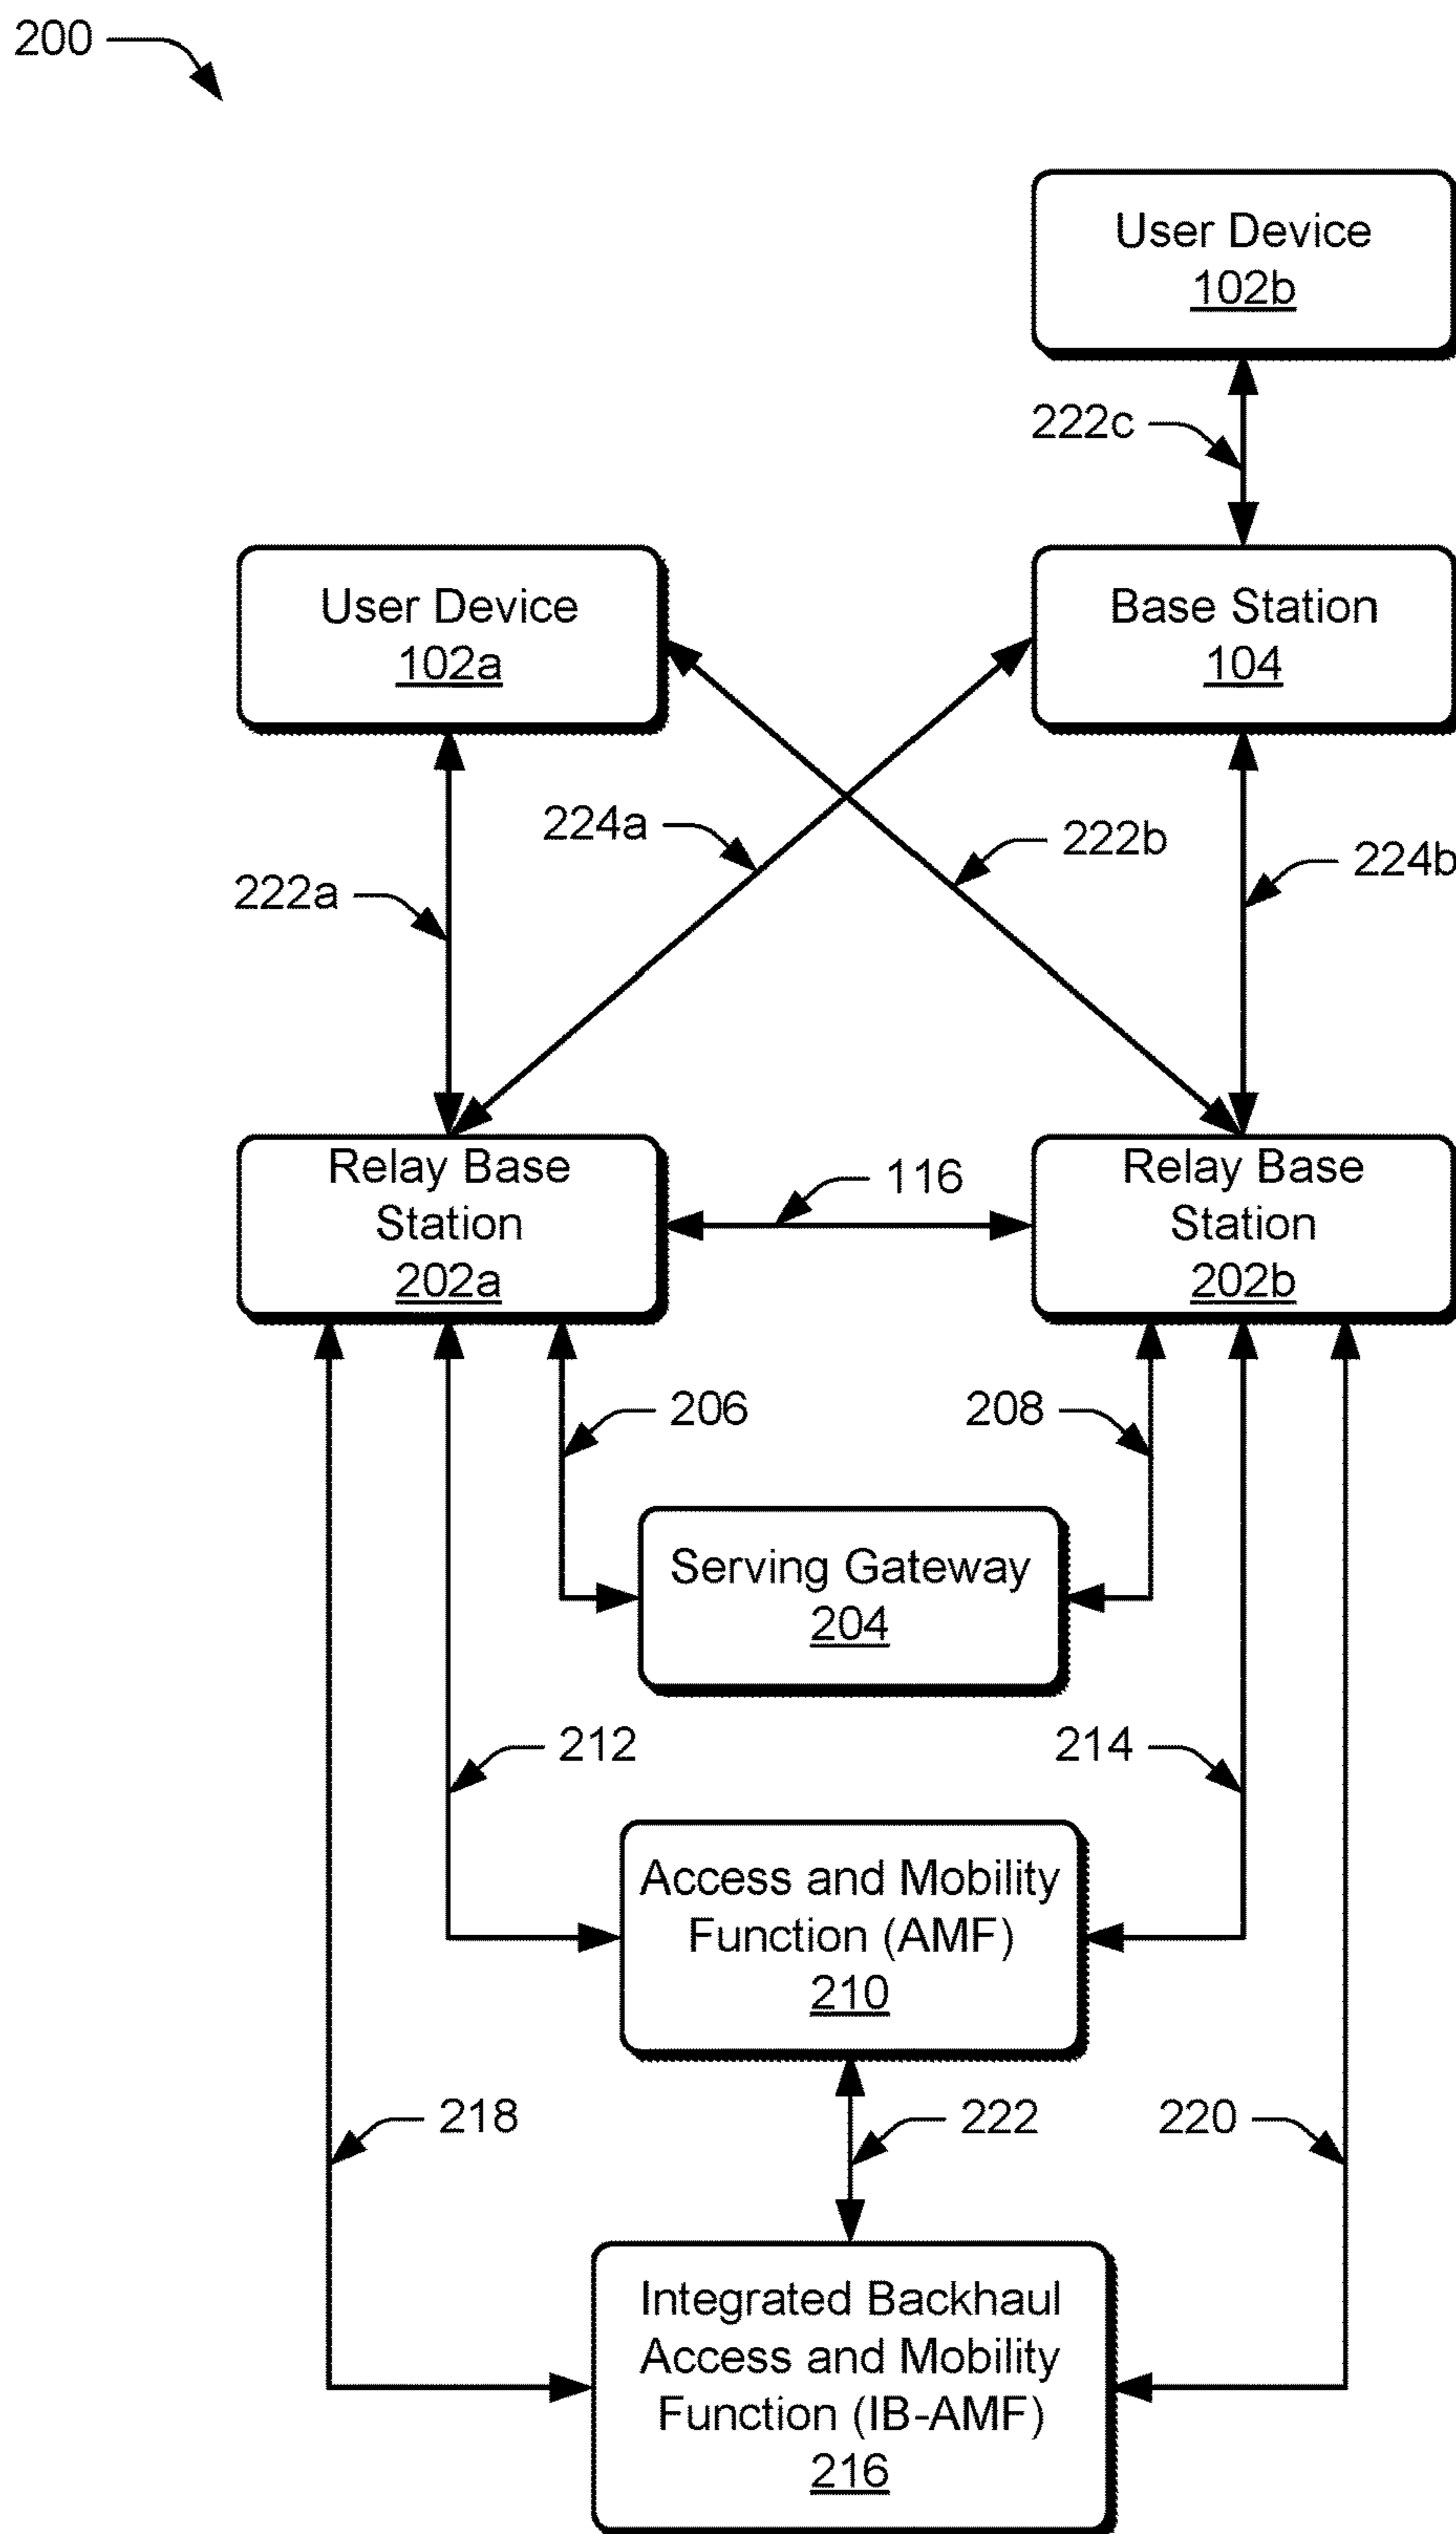 200
User Device
102b
222c
User Device
102a
Base Station
104
224a
222b
224b
222a
Relay Base
Station
202a
116
Relay Base
Station
202b
206
208
Serving Gateway
204
212
214
Access and Mobility
Function (AMF)
210
218
222
220
Integrated Backhaul
Access and Mobility
Function (IB-AMF)
216